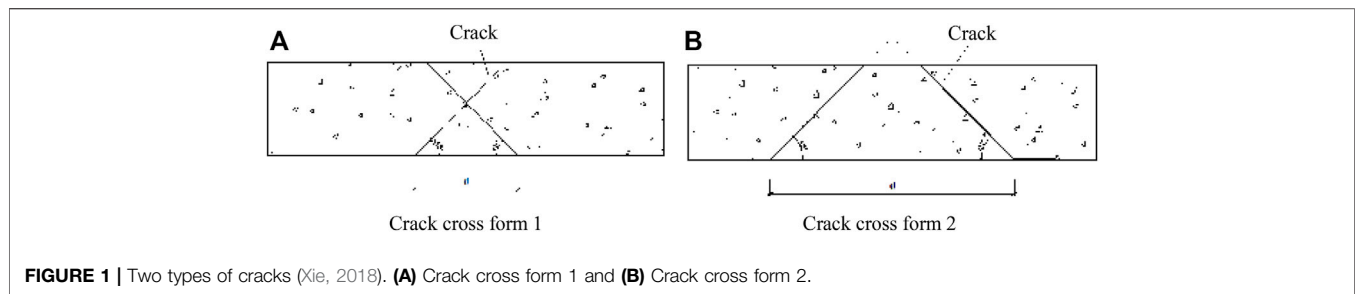 A
Crack
B
Crack
Crack cross form 1
Crack cross form 2
FIGURE 1 | Two types of cracks (Xie, 2018). (A) Crack cross form 1 and (B) Crack cross form 2.